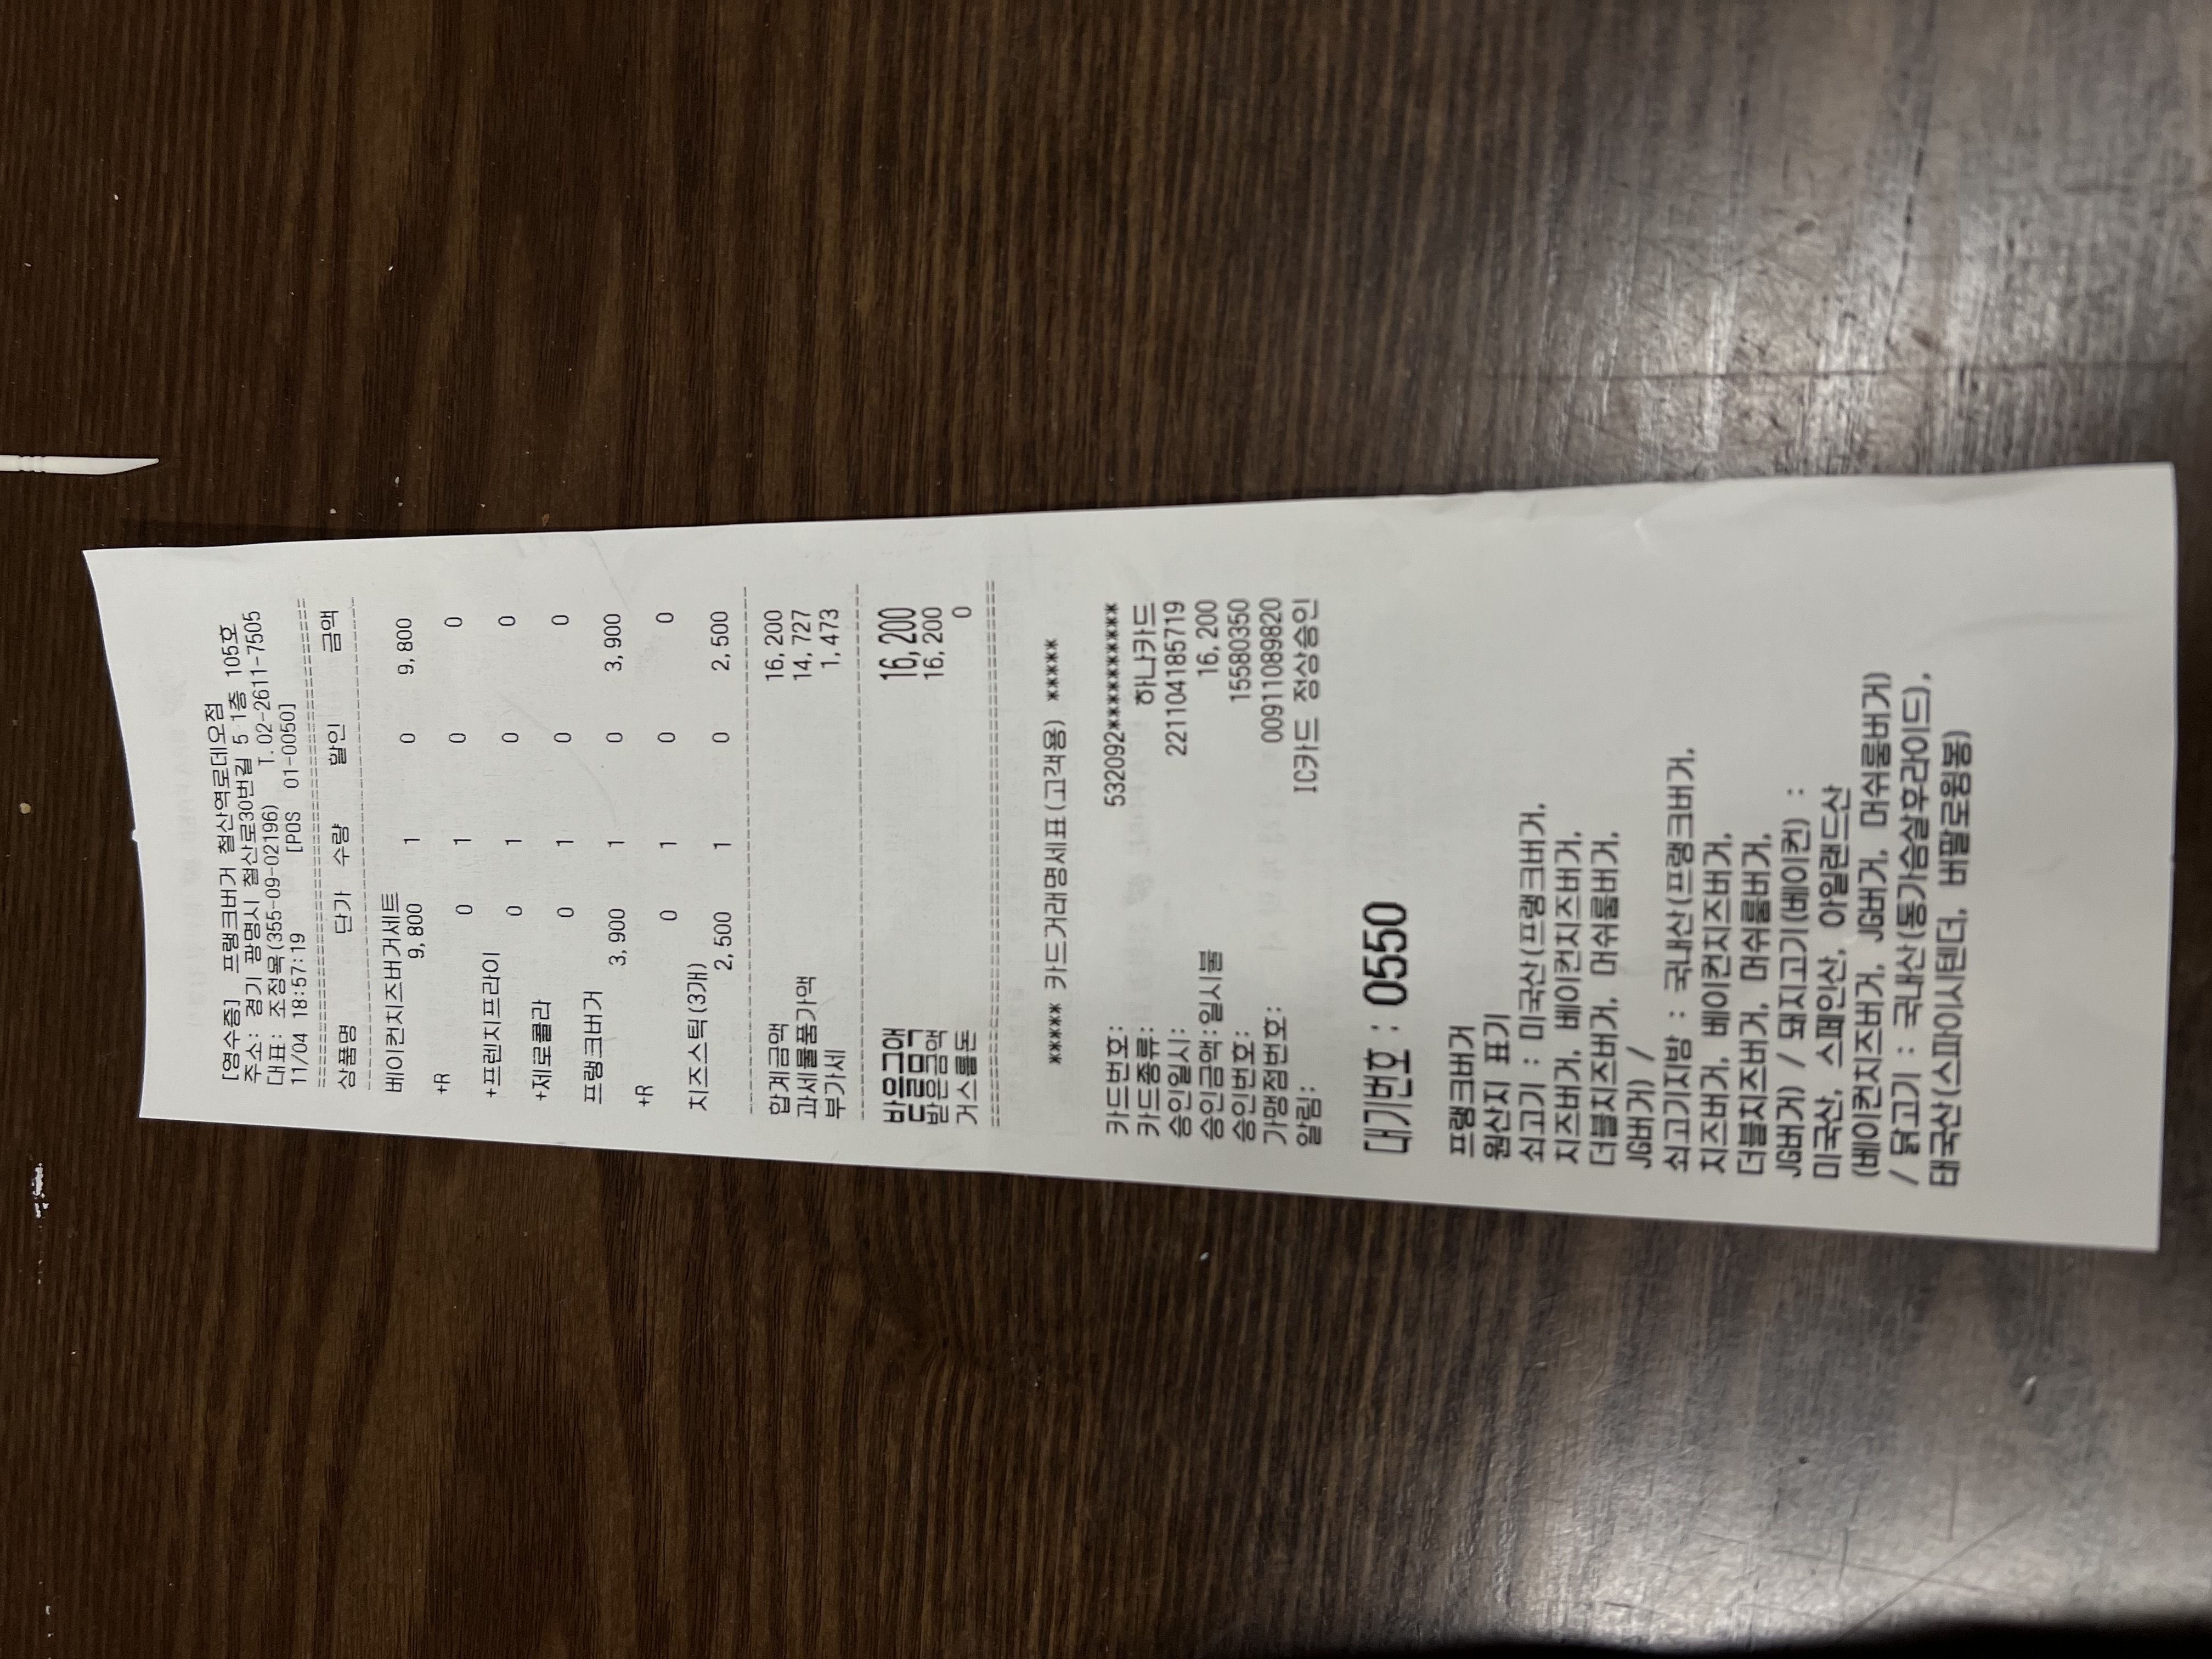 [영수증] 프랭크버거 철산역로데오점
주소: 경기 광명시 철산로30번길 5 1층 105호
대표: 조정옥(355-09-02196) T.02-2611-7505
11/04 18:57:19 [POS 01-0050]
상품명 단가 수량 할인 금액
베이컨치즈버거세트
9,800 1 0 9,800
+R
0 1 0 0
+프렌치프라이
0 1 0 0
+제로콜라
0 1 0 0
프랭크버거
3,900 1 0 3,900
+R
0 1 0 0
치즈스틱(3개)
2,500 1 0 2,500
합계금액 16,200
과세물품가액 14,727
부가세 1,473
받을금액 16,200
받은금액 16,200
거스름돈 0
***** 카드거래명세표(고객용) *****
카드번호: 532092**********
카드종류: 하나카드
승인일시: 221104185719
승인금액:일시불 16,200
승인번호: 15580350
가맹점번호: 00911089820
알림: IC카드 정상승인
대기번호 : 0550
프랭크버거
원산지 표기
쇠고기 : 미국산(프랭크버거,
치즈버거, 베이컨치즈버거,
더블치즈버거, 머쉬룸버거,
JG버거) /
쇠고기지방 : 국내산(프랭크버거,
치즈버거, 베이컨치즈버거,
더블치즈버거, 머쉬룸버거,
JG버거) / 돼지고기(베이컨) :
미국산, 스페인산, 아일랜드산
(베이컨치즈버거, JG버거, 머쉬룸버거)
/ 닭고기 : 국내산(통가슴살후라이드),
태국산(스파이시텐더, 버팔로윙봉)